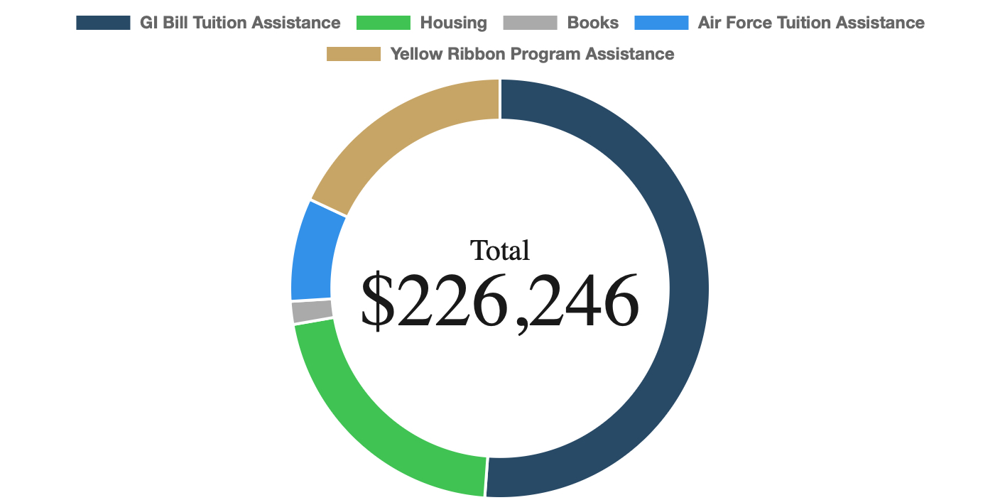 GI Bill Tuition Assistance Housing Books Air Force Tuition Assistance
Yellow Ribbon Program Assistance
Total
$226,246